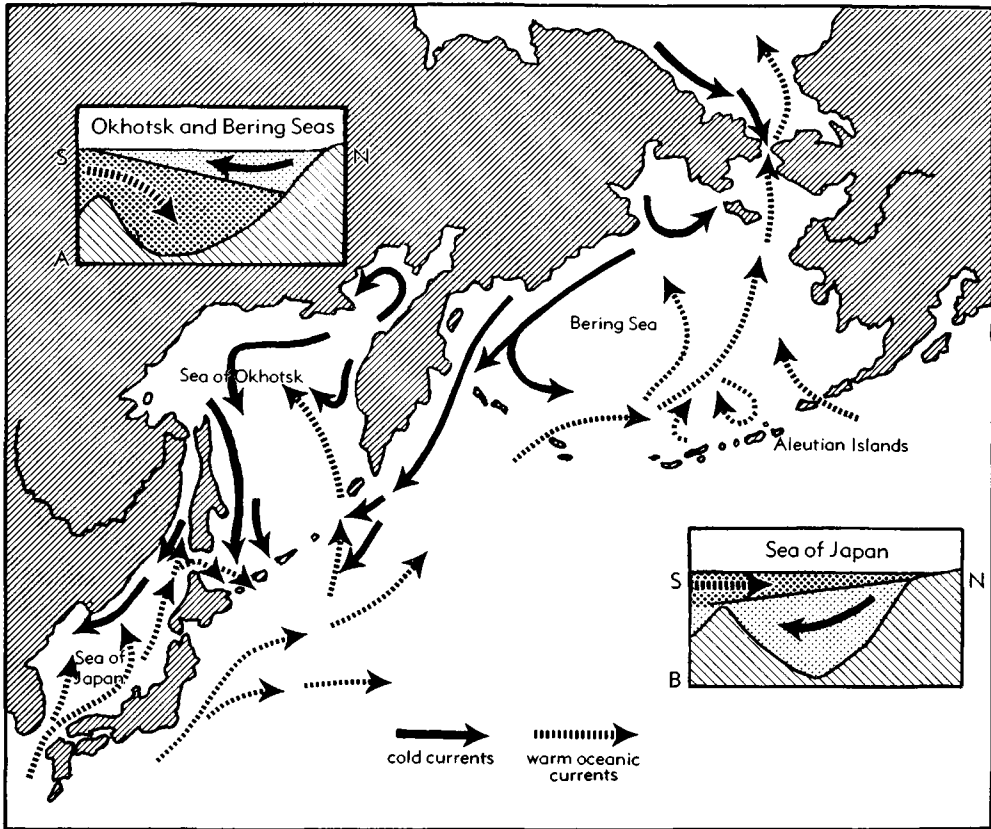 Okhotsk and Bering Seas
S
N
A
Bering Sea
Sea of Okhotsk
Aleutian Islands
Sea of Japan
S
N
B
Sea of
Japan
cold currents
warm oceanic
currents